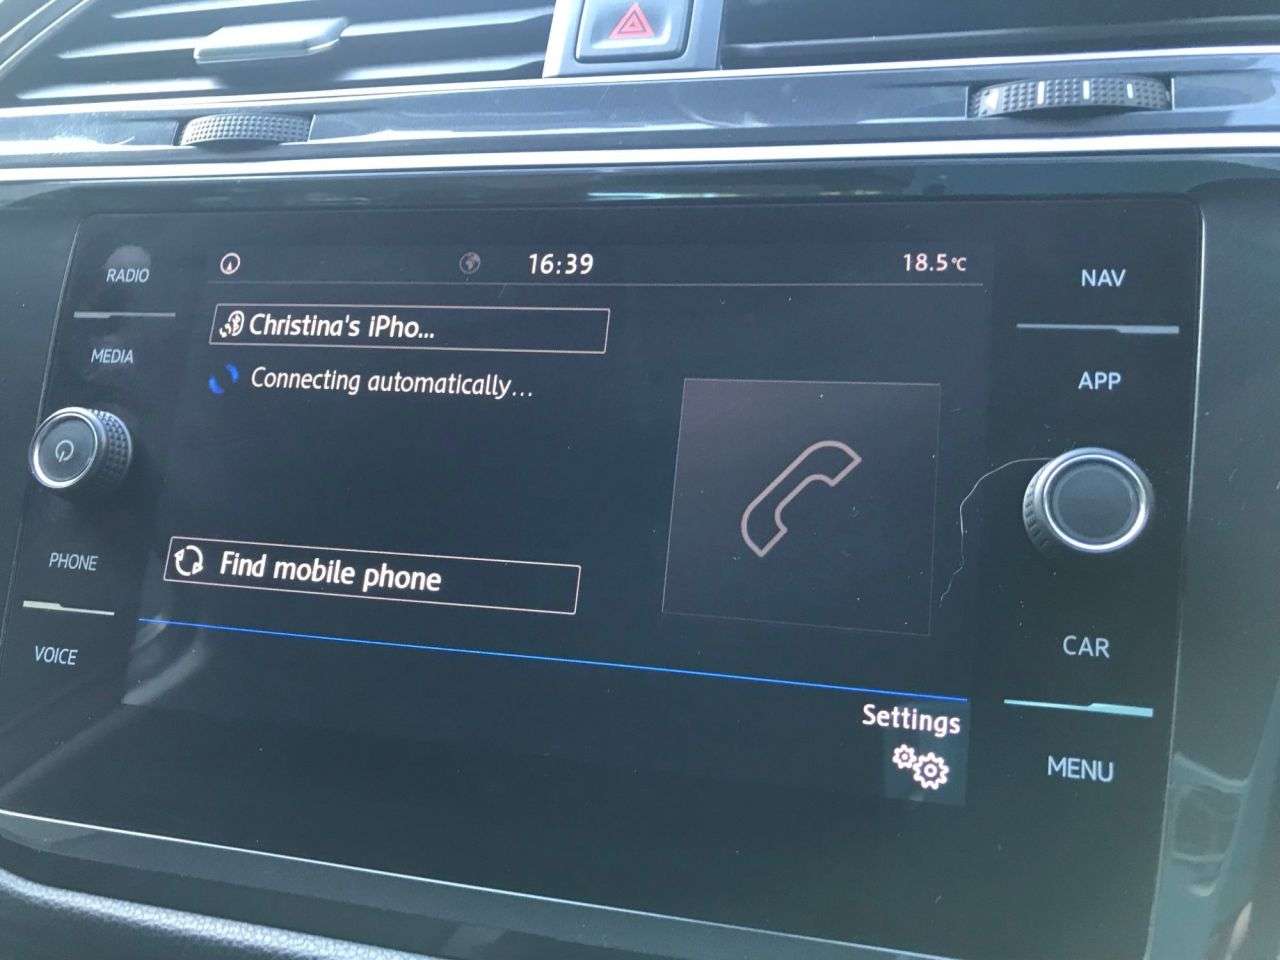 RADIO
MEDIA
PHONE
VOICE
16:39
18.5°C
Christina's iPho...
Connecting automatically...
Find mobile phone
Settings
NAV
APP
CAR
MENU